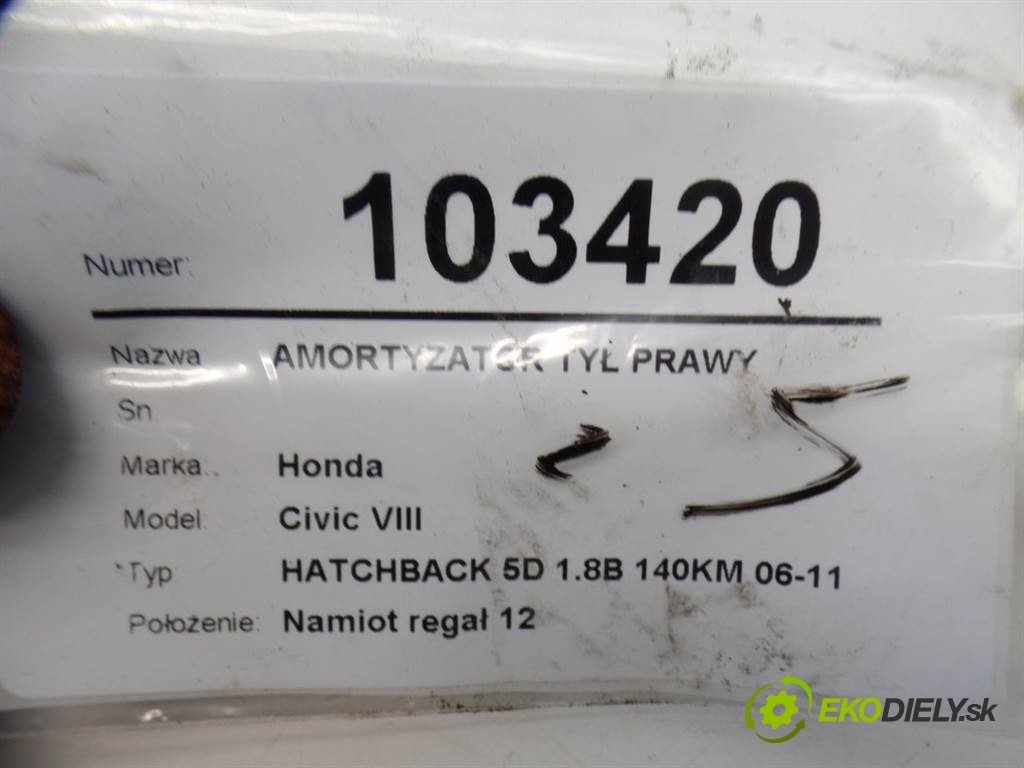 Numer: 103420
Nazwa AMORTYZATOR TYŁ PRAWY
Sn
Marka: Honda
Model: Civic VIII
Typ HATCHBACK 5D 1.8B 140KM 06-11
Położenie: Namiot regał 12
5
EKODIELY.sk